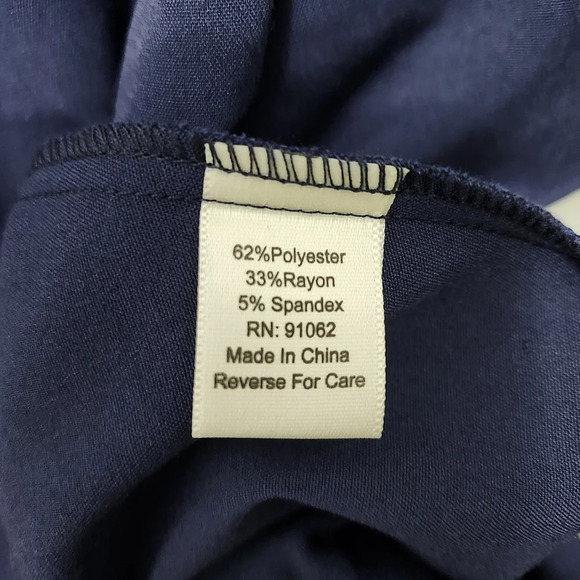 62%Polyester
33%Rayon
5% Spandex
RN: 91062
Made In China
Reverse For Care